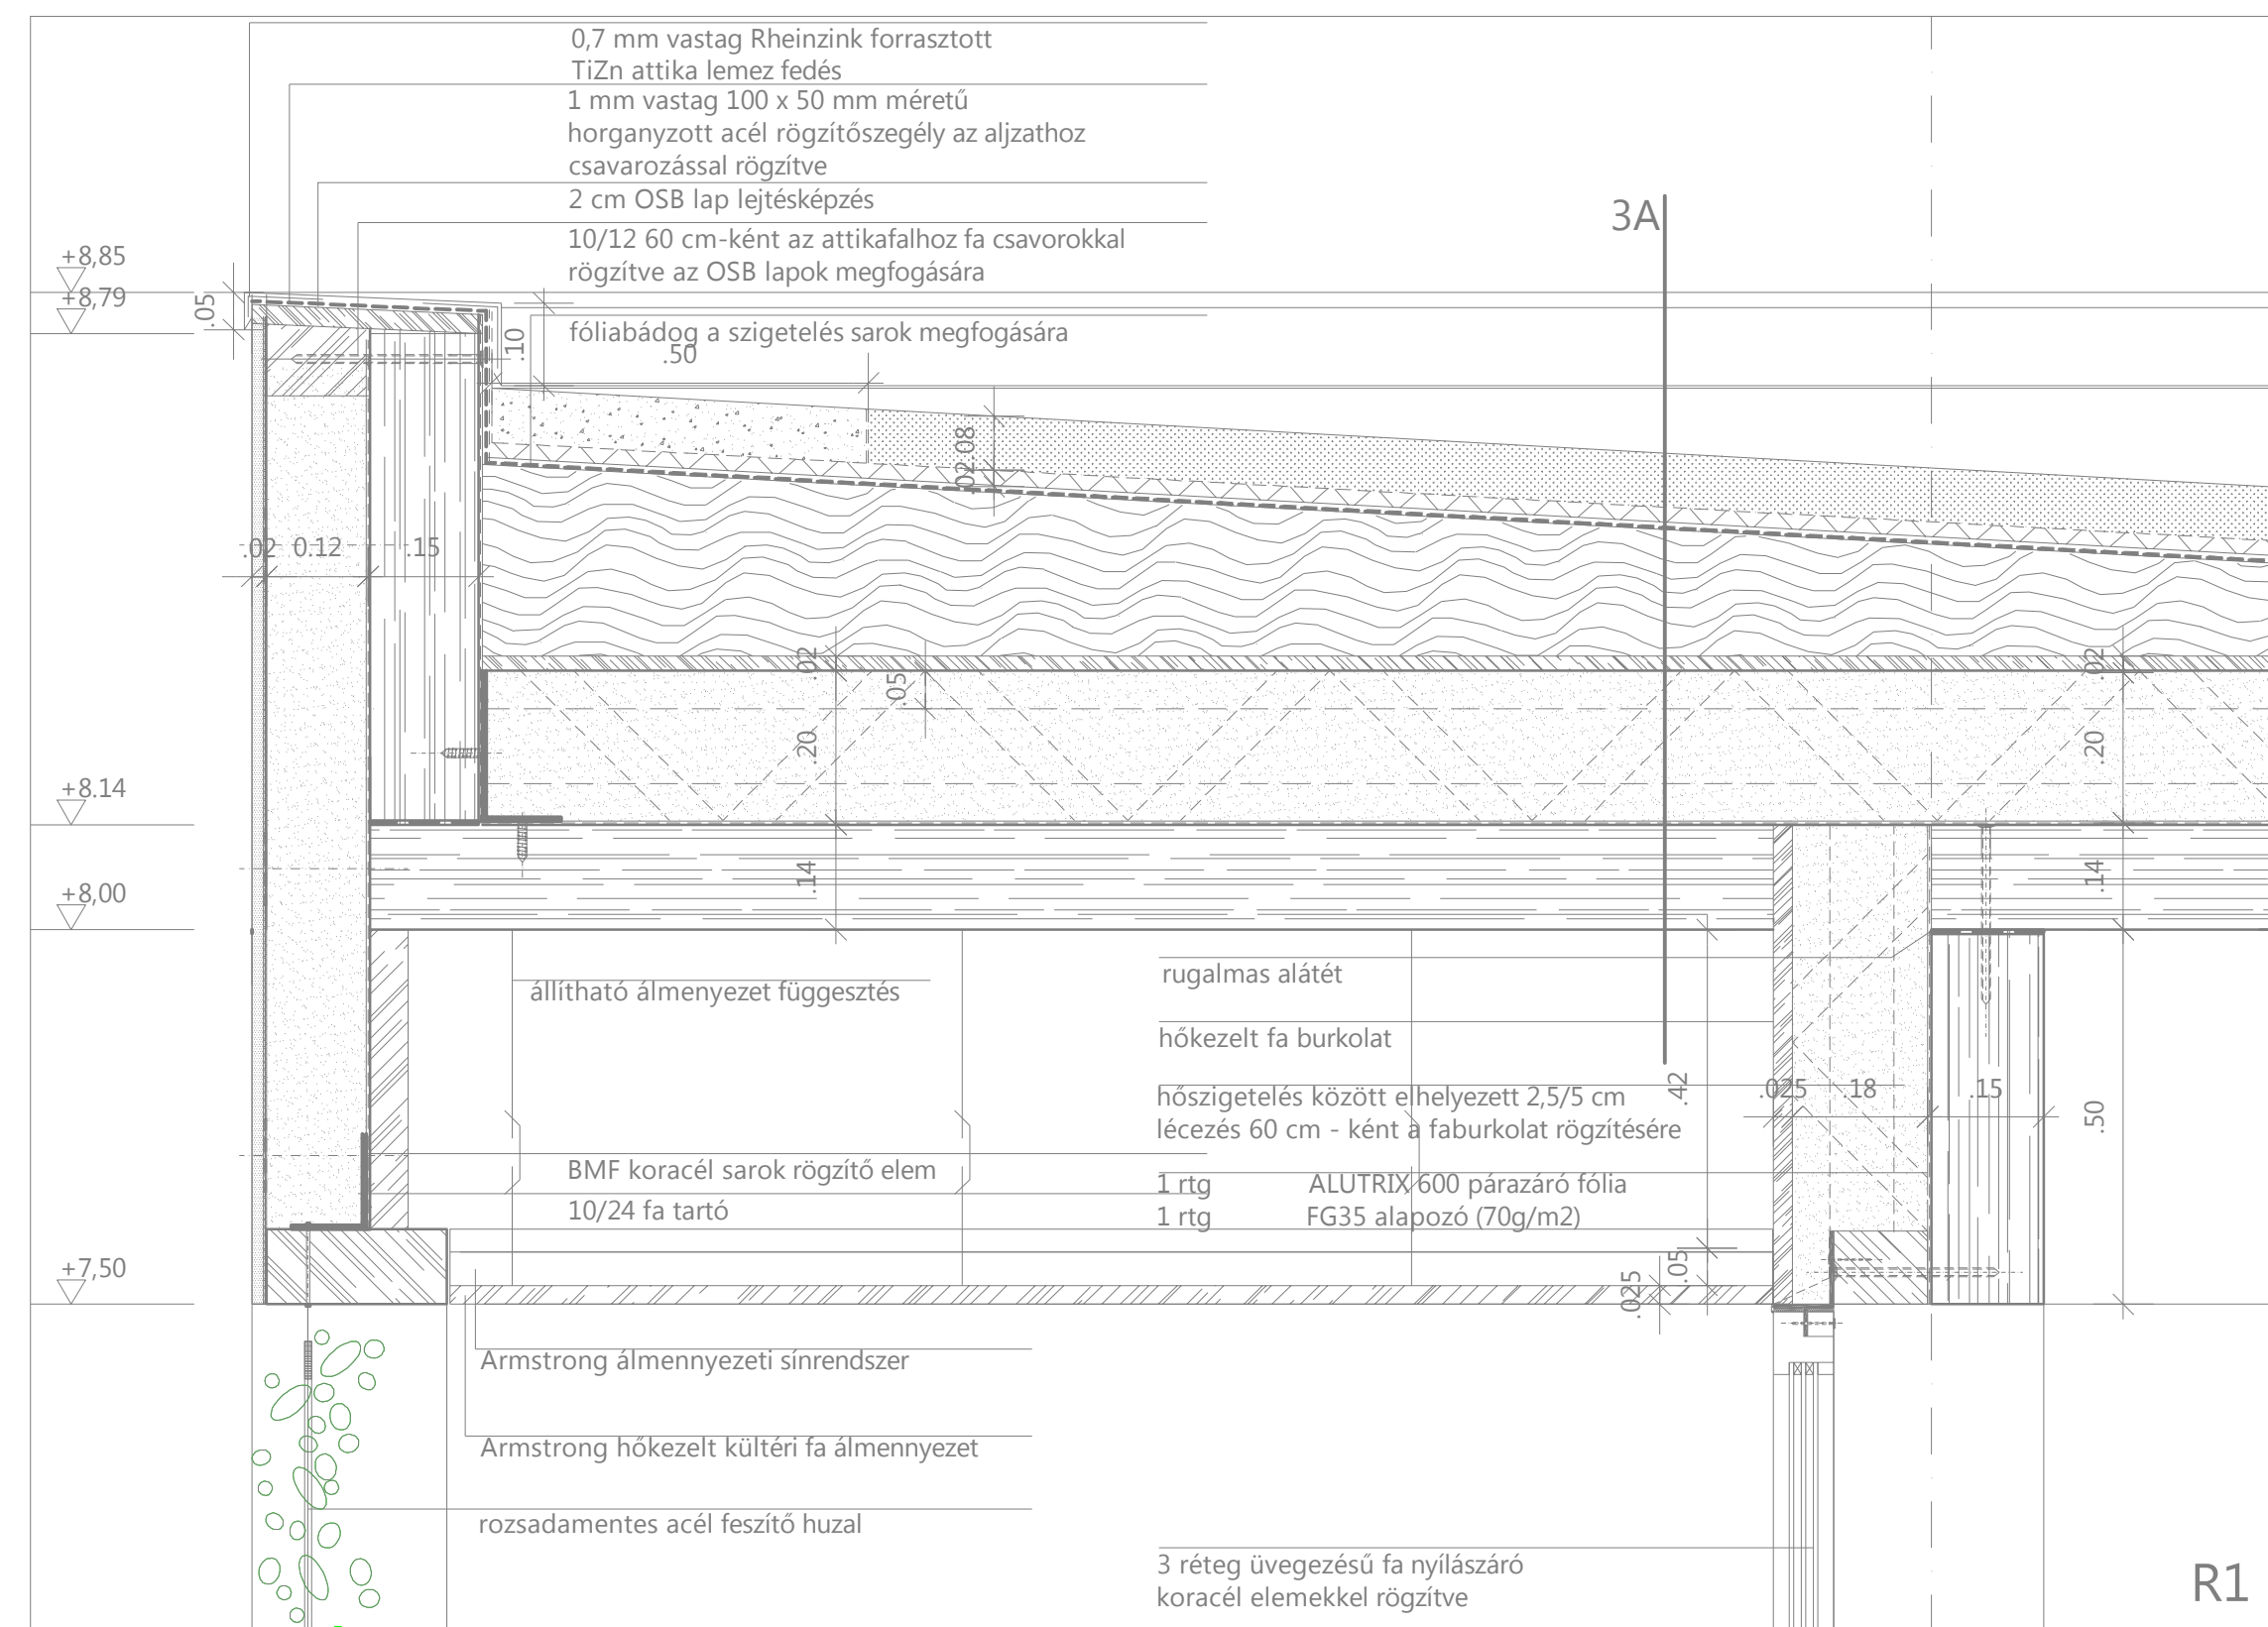 0,7 mm vastag Rheinzink forrasztott
TiZn attika lemez fedés
1 mm vastag 100 x 50 mm méretű
horganyzott acél rögzítőszegély az aljzathoz
csavarozással rögzítve
2 cm OSB lap lejtésképzés
10/12 60 cm-ként az attikafalhoz fa csavorokkal
rögzítve az OSB lapok megfogására
fóliabádog a szigetelés sarok megfogására
3A
+8,85
+8,79
.05
.10
.50
.02.08
.02 0.12 .15
.02
.05
.20
.14
.02
.20
.14
.50
+8.14
+8,00
+7,50
állítható álmenyezet függesztés
rugalmas alátét
hőkezelt fa burkolat
hőszigetelés között elhelyezett 2,5/5 cm
lécezés 60 cm - ként a faburkolat rögzítésére
.42
.025 .18 .15
BMF koracél sarok rögzítő elem
10/24 fa tartó
1 rtg ALUTRIX 600 párazáró fólia
1 rtg FG35 alapozó (70g/m2)
.05
.025
Armstrong álmennyezeti sínrendszer
Armstrong hőkezelt kültéri fa álmennyezet
rozsadamentes acél feszítő huzal
3 réteg üvegezésű fa nyílászáró
koracél elemekkel rögzítve
R1